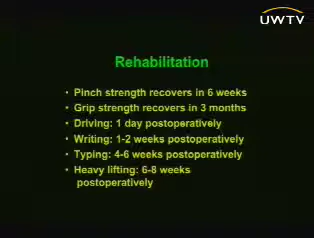 UWTV
Rehabilitation
• Pinch strength recovers in 6 weeks
• Grip strength recovers in 3 months
• Driving: 1 day postoperatively
• Writing: 1-2 weeks postoperatively
• Typing: 4-6 weeks postoperatively
• Heavy lifting: 6-8 weeks
postoperatively